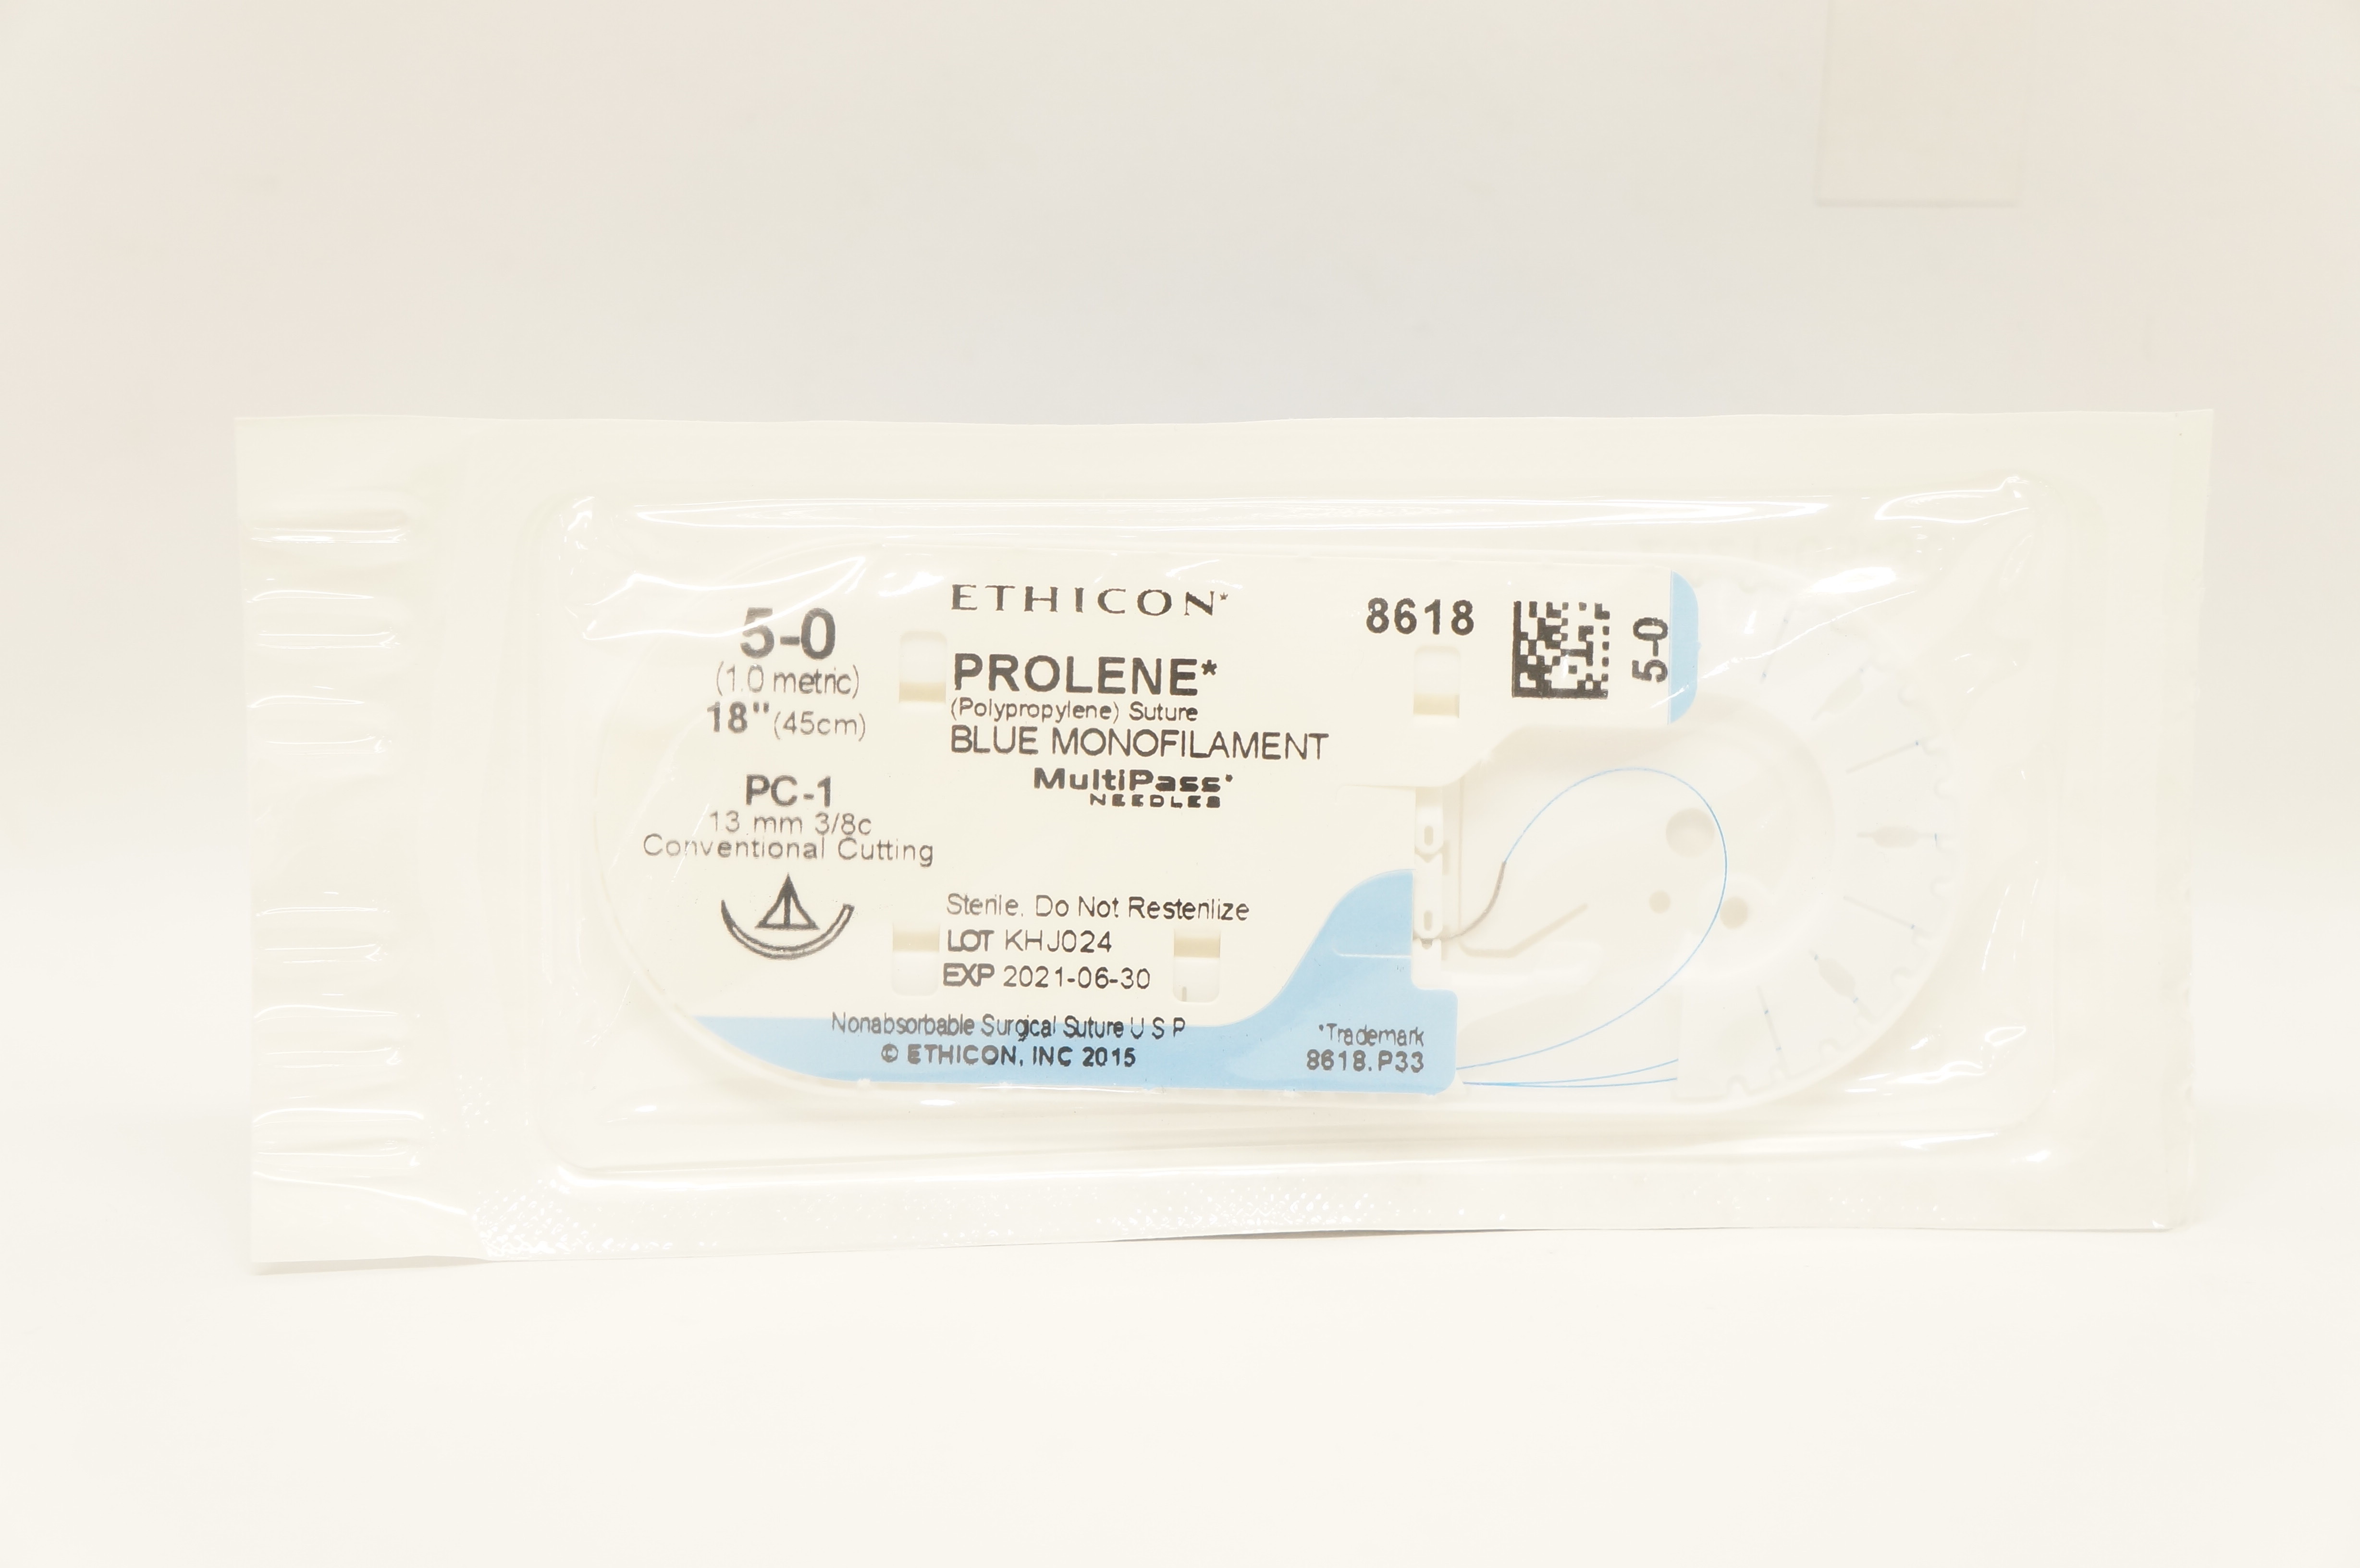 ETHICON*
8618
5-0
5-0
(1.0 metric)
18" (45cm)
PROLENE*
(Polypropylene) Suture
BLUE MONOFILAMENT
MultiPass*
NEEDLES
PC-1
13 mm 3/8c
Conventional Cutting
Sterile. Do Not Resterilize
LOT KHJ024
EXP 2021-06-30
Nonabsorbable Surgical Suture U S P
© ETHICON, INC 2015
*Trademark
8618.P33